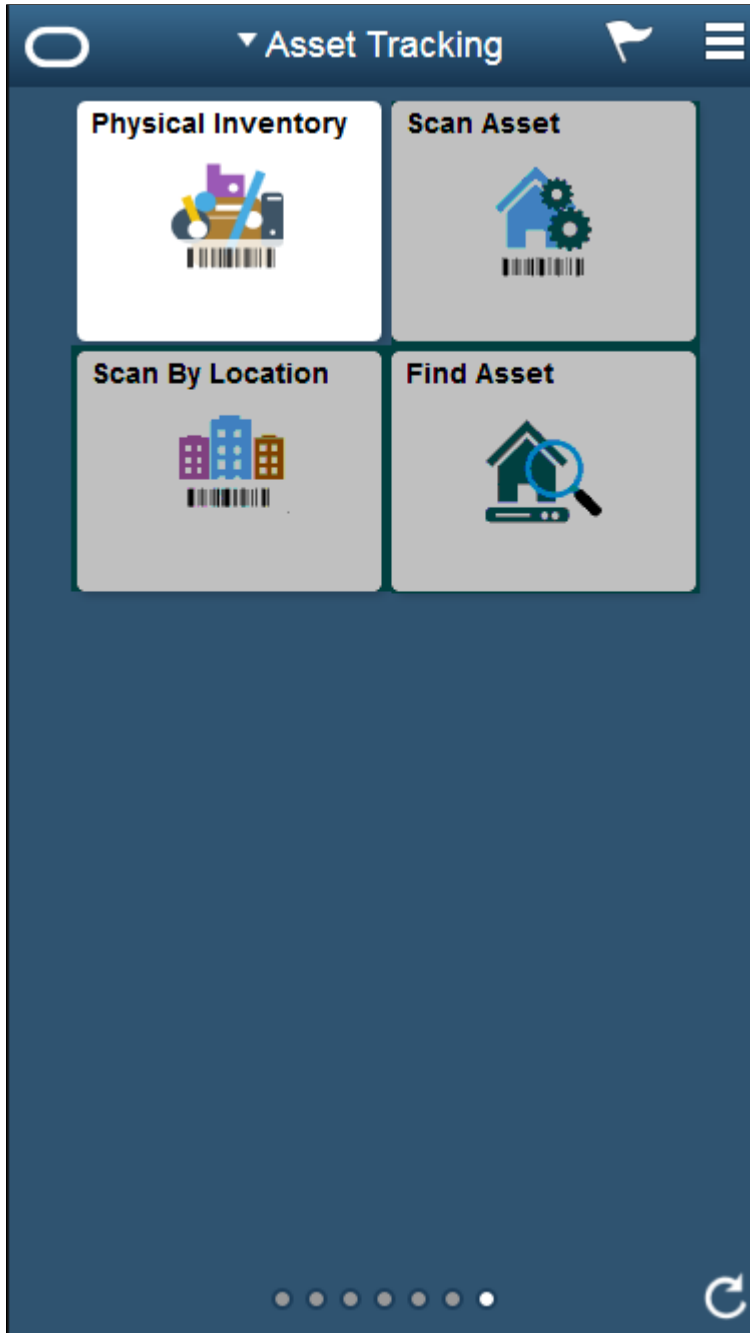 Asset Tracking
Physical Inventory
Scan Asset
Scan By Location
Find Asset